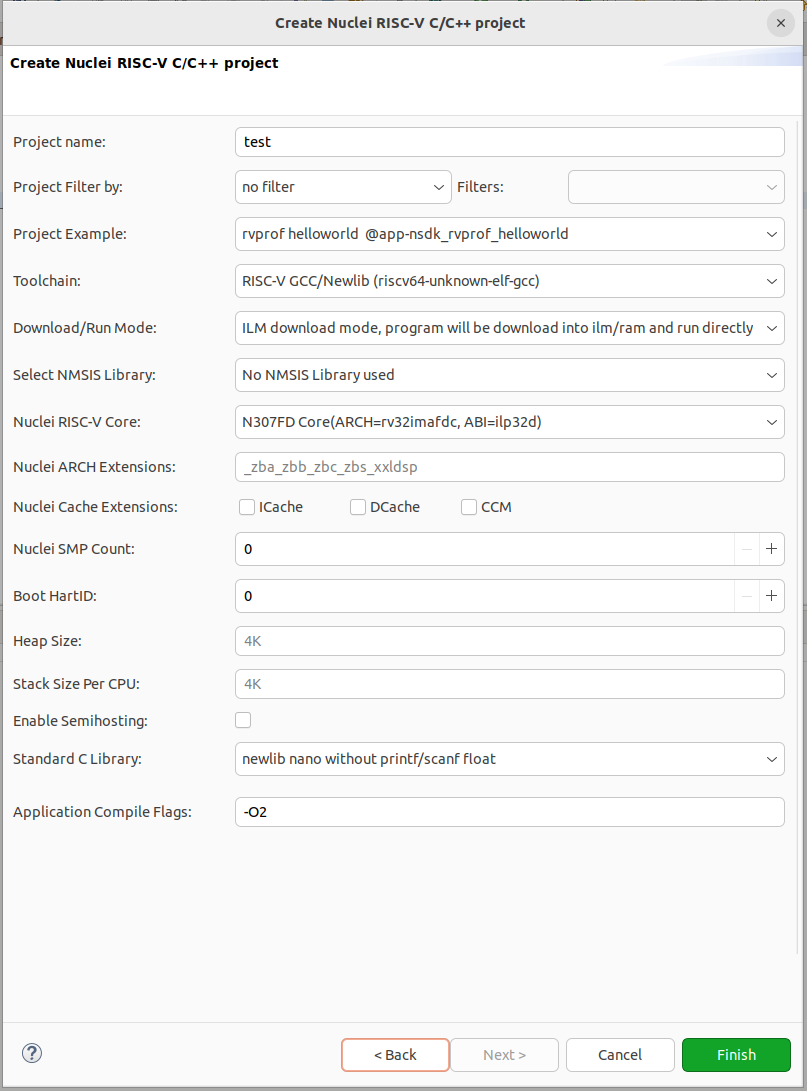 Create Nuclei RISC-V C/C++ project
Create Nuclei RISC-V C/C++ project
Project name: test
Project Filter by: no filter Filters:
Project Example: rvprof helloworld @app-nsdk_rvprof_helloworld
Toolchain: RISC-V GCC/Newlib (riscv64-unknown-elf-gcc)
Download/Run Mode: ILM download mode, program will be download into ilm/ram and run directly
Select NMSIS Library: No NMSIS Library used
Nuclei RISC-V Core: N307FD Core(ARCH=rv32imafdc, ABI=ilp32d)
Nuclei ARCH Extensions: _zba_zbb_zbc_zbs_xxldsp
Nuclei Cache Extensions: ICache DCache CCM
Nuclei SMP Count: 0
Boot HartID: 0
Heap Size: 4K
Stack Size Per CPU: 4K
Enable Semihosting:
Standard C Library: newlib nano without printf/scanf float
Application Compile Flags: -O2
? < Back Next > Cancel Finish